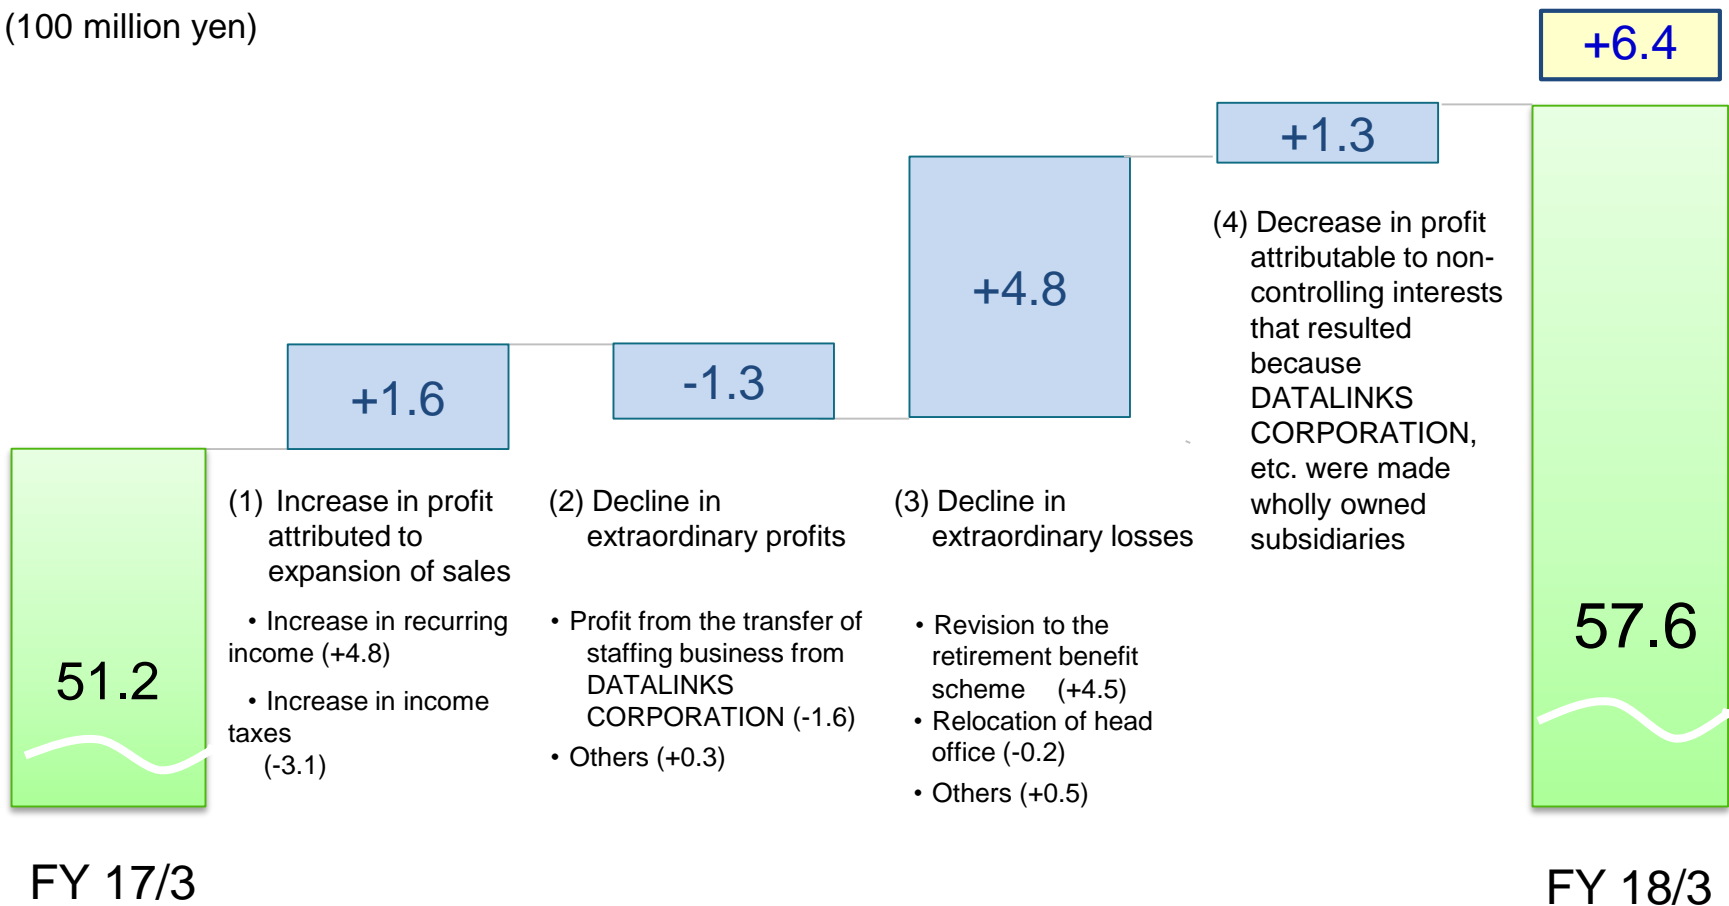 (100 million yen)
+6.4
+1.3
+4.8
-1.3
+1.6
51.2
57.6
(1) Increase in profit
attributed to
expansion of sales
• Increase in recurring
income (+4.8)
• Increase in income
taxes
(-3.1)
(2) Decline in
extraordinary profits
• Profit from the transfer of
staffing business from
DATALINKS
CORPORATION (-1.6)
• Others (+0.3)
(3) Decline in
extraordinary losses
• Revision to the
retirement benefit
scheme (+4.5)
• Relocation of head
office (-0.2)
• Others (+0.5)
(4) Decrease in profit
attributable to non-
controlling interests
that resulted
because
DATALINKS
CORPORATION,
etc. were made
wholly owned
subsidiaries
FY 17/3
FY 18/3